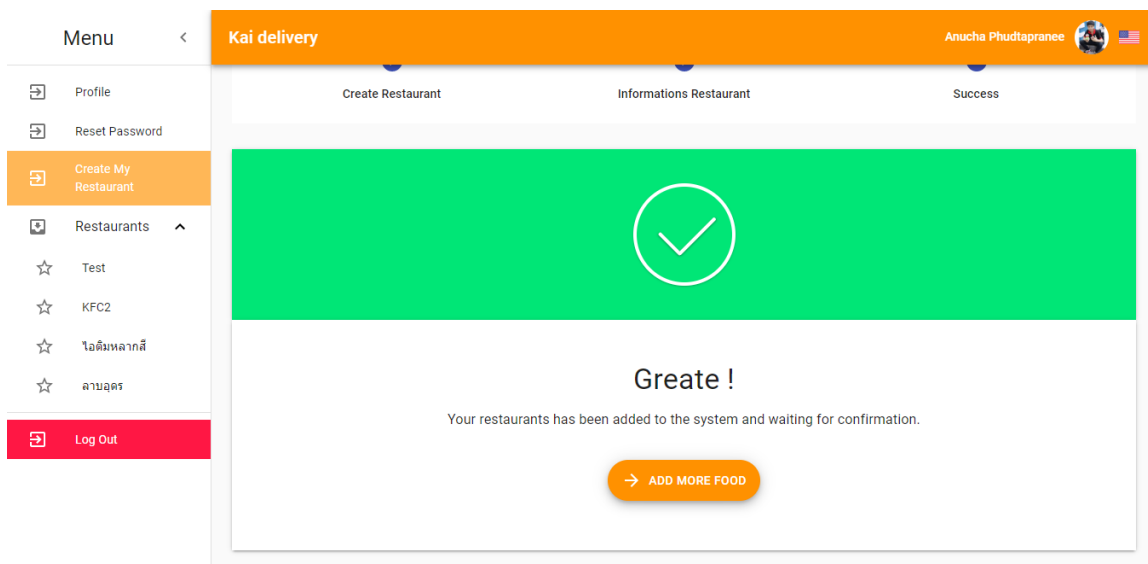 Menu
Kai delivery
Anucha Phudtapranee
Profile
Reset Password
Create My
Restaurant
Restaurants
Test
KFC2
ไอติมหลากสี
ลาบอุดร
Log Out
Create Restaurant
Informations Restaurant
Success
Greate !
Your restaurants has been added to the system and waiting for confirmation.
ADD MORE FOOD